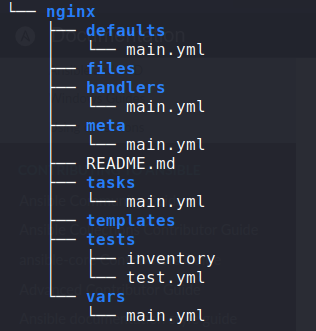 nginx
defaults
main.yml
files
handlers
main.yml
meta
main.yml
README.md
tasks
main.yml
templates
tests
inventory
test.yml
vars
main.yml